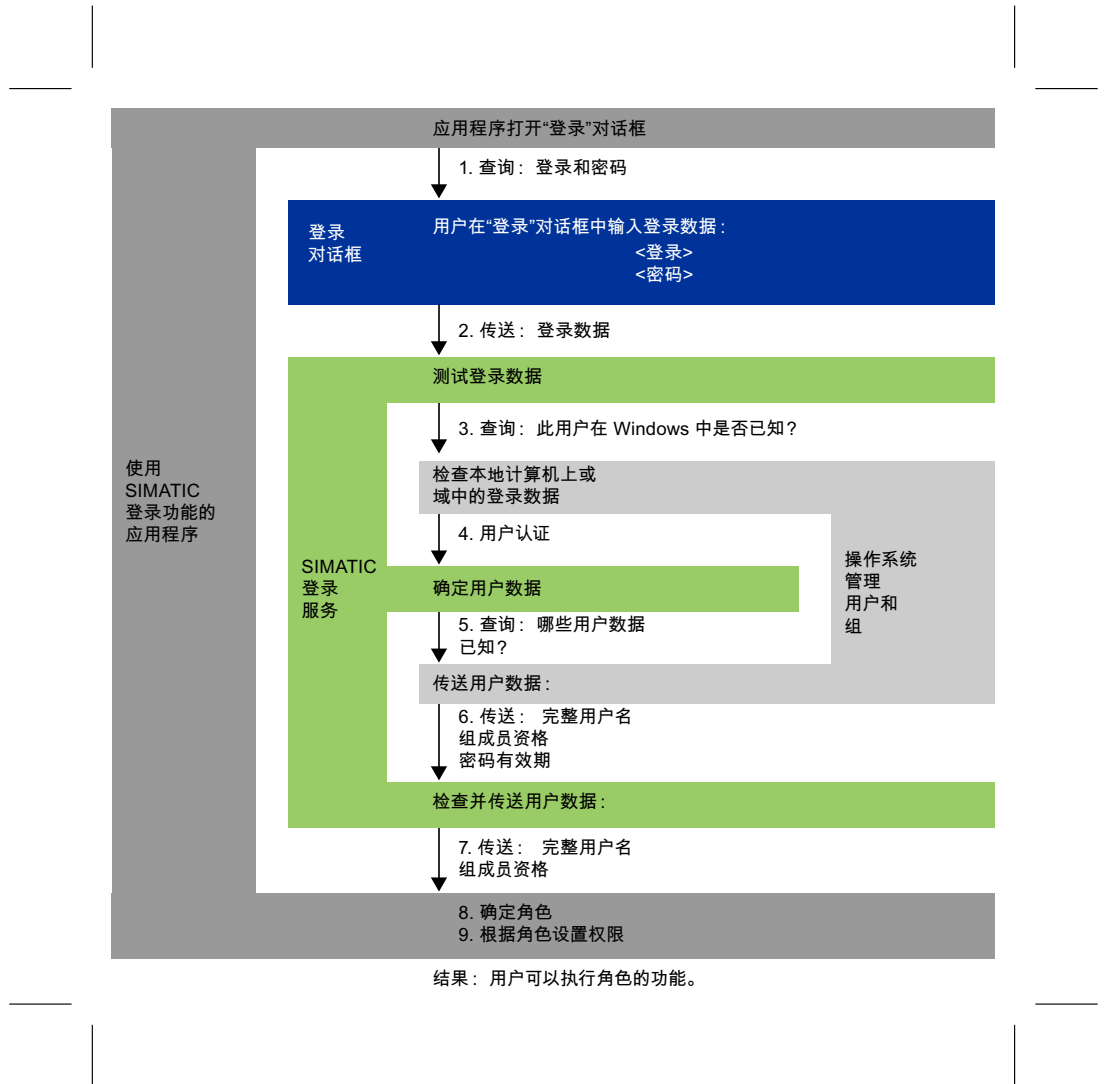 应用程序打开“登录”对话框
1. 查询：登录和密码
登录
对话框
用户在“登录”对话框中输入登录数据：
<登录>
<密码>
2. 传送：登录数据
测试登录数据
3. 查询：此用户在 Windows 中是否已知？
使用
SIMATIC
登录功能的
应用程序
检查本地计算机上或
域中的登录数据
4. 用户认证
SIMATIC
登录
服务
确定用户数据
操作系统
管理
用户和
组
5. 查询：哪些用户数据
已知？
传送用户数据：
6. 传送： 完整用户名
组成员资格
密码有效期
检查并传送用户数据：
7. 传送： 完整用户名
组成员资格
8. 确定角色
9. 根据角色设置权限
结果：用户可以执行角色的功能。